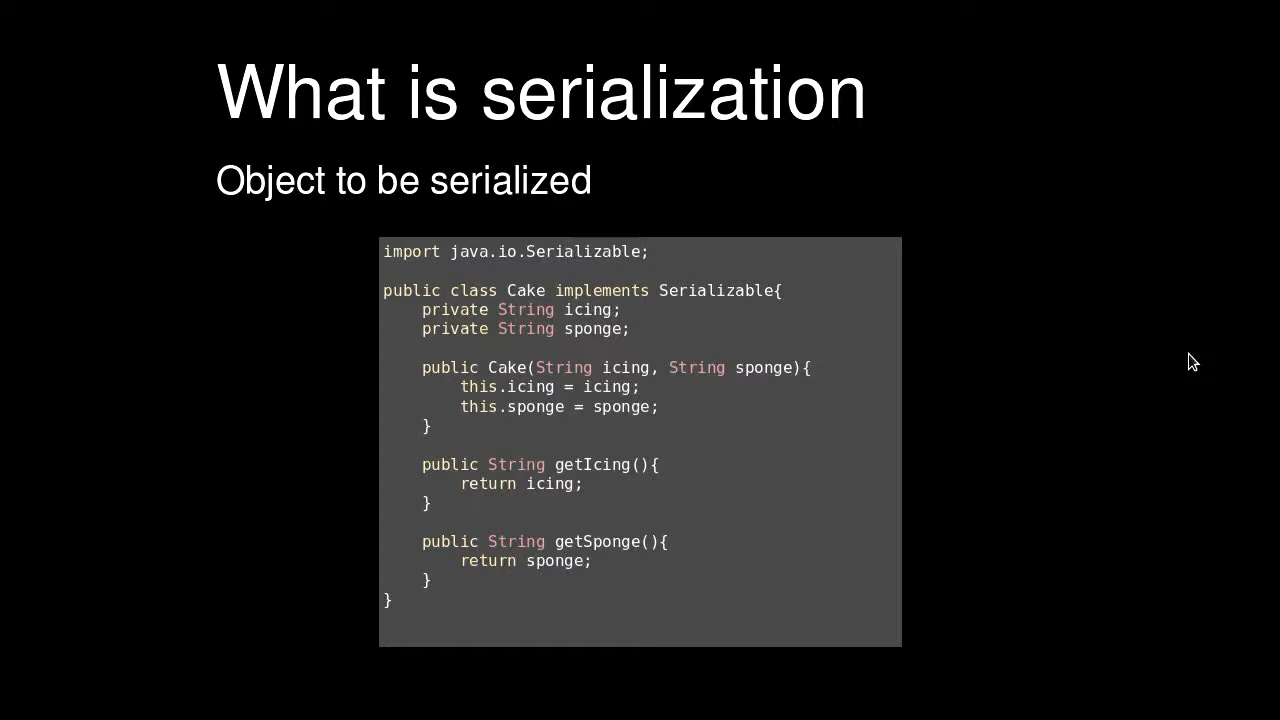 What is serialization
Object to be serialized
import java.io.Serializable;
public class Cake implements Serializable{
    private String icing;
    private String sponge;
    public Cake(String icing, String sponge){
        this.icing = icing;
        this.sponge = sponge;
    }
    public String getIcing(){
        return icing;
    }
    public String getSponge(){
        return sponge;
    }
}